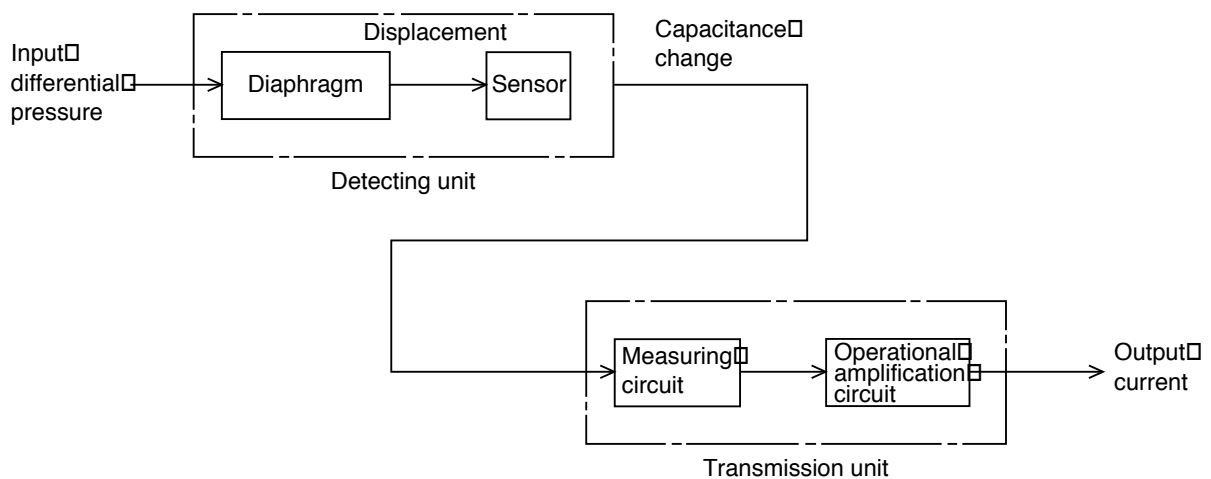 Displacement
Input
differential
pressure
Diaphragm
Sensor
Detecting unit
Capacitance
change
Measuring
circuit
Operational
amplification
circuit
Output
current
Transmission unit